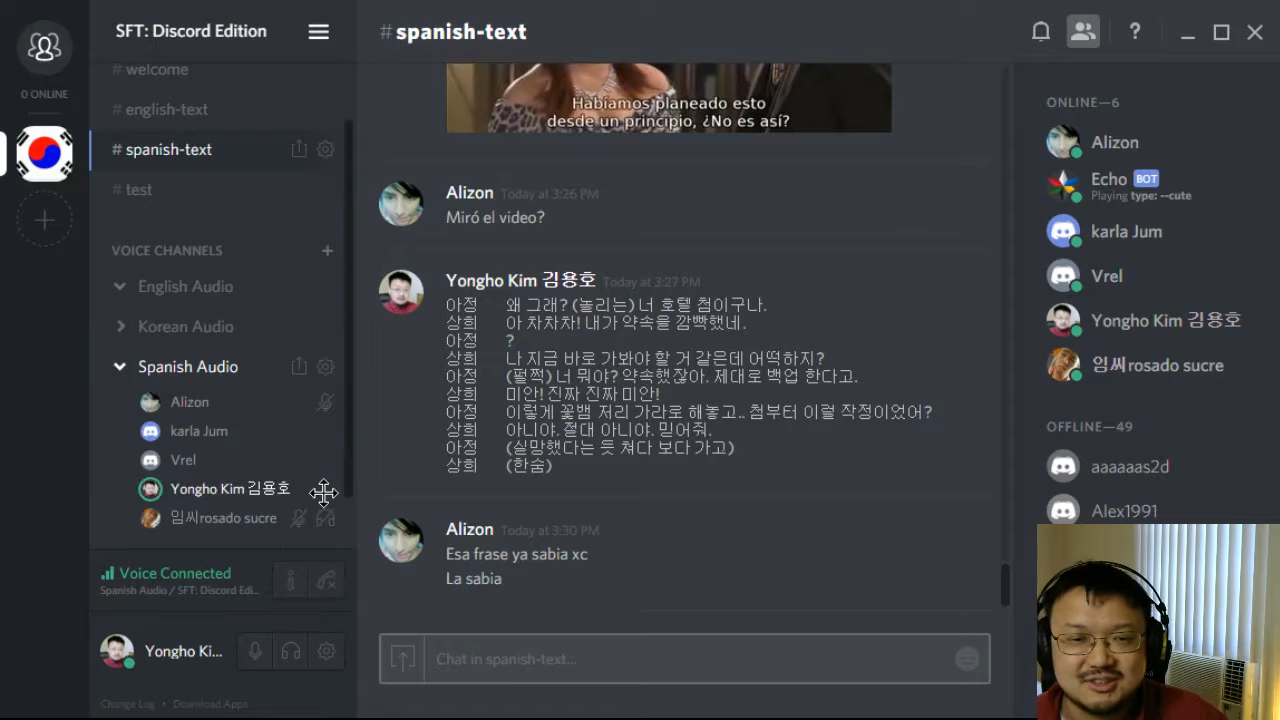 0 ONLINE
SFT: Discord Edition
# welcome
# english-text
# spanish-text
# test
VOICE CHANNELS
English Audio
Korean Audio
Spanish Audio
Alizon
karla Jum
Vrel
Yongho Kim 김용호
임씨rosado sucre
Voice Connected
Spanish Audio / SFT: Discord Edi...
Yongho Ki...
Change Log • Download Apps
# spanish-text
Habíamos planeado esto
desde un principio, ¿No es así?
Alizon Today at 3:26 PM
Miró el video?
Yongho Kim 김용호 Today at 3:27 PM
아정 왜 그래? (놀리는) 너 호텔 첨이구나.
상희 아 차차차! 내가 약속을 깜빡했네.
아정 ?
상희 나 지금 바로 가봐야 할 거 같은데 어떡하지?
아정 (펄쩍) 너 뭐야? 약속했잖아. 제대로 백업 한다고.
상희 미안! 진짜 진짜 미안!
아정 이렇게 꽃뱀 저리 가라로 해놓고.. 첨부터 이럴 작정이었어?
상희 아니야. 절대 아니야. 믿어줘.
아정 (실망했다는 듯 쳐다 보다 가고)
상희 (한숨)
Alizon Today at 3:30 PM
Esa frase ya sabia xc
La sabia
Chat in spanish-text...
ONLINE—6
Alizon
Echo BOT
Playing type: --cute
karla Jum
Vrel
Yongho Kim 김용호
임씨rosado sucre
OFFLINE—49
aaaaaas2d
Alex1991